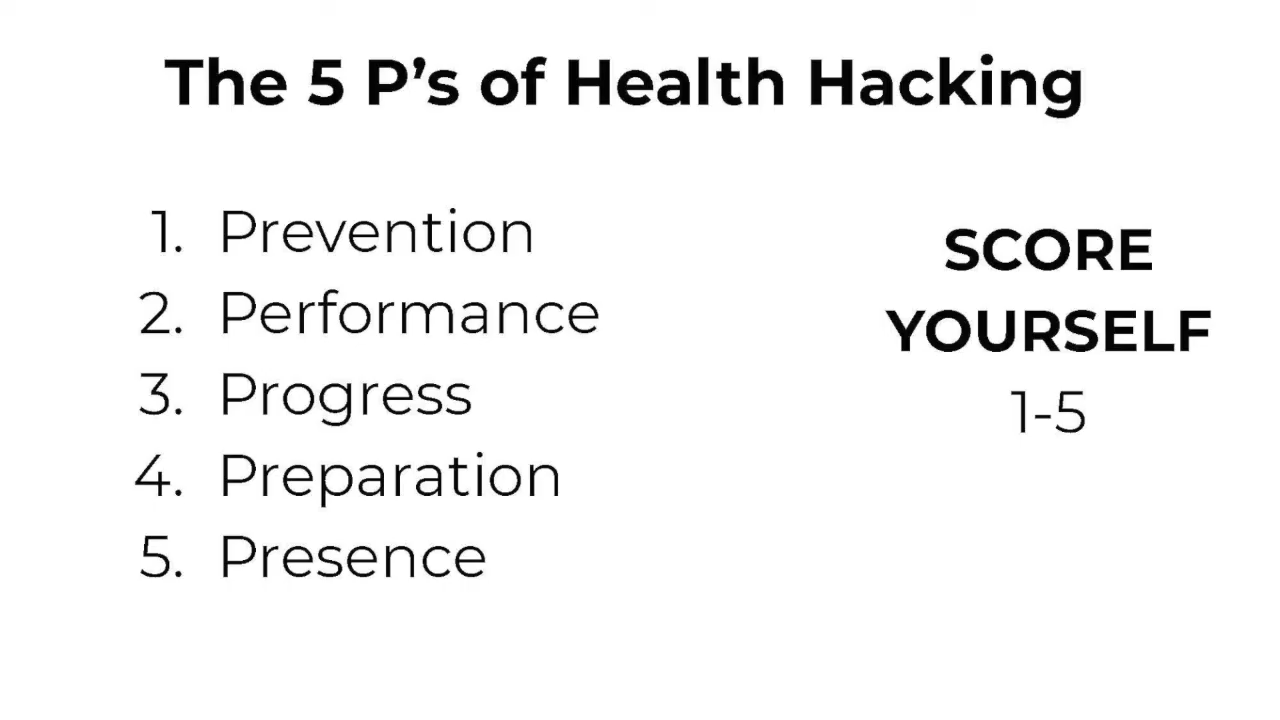 The 5 P’s of Health Hacking
1. Prevention
2. Performance
3. Progress
4. Preparation
5. Presence
SCORE
YOURSELF
1-5